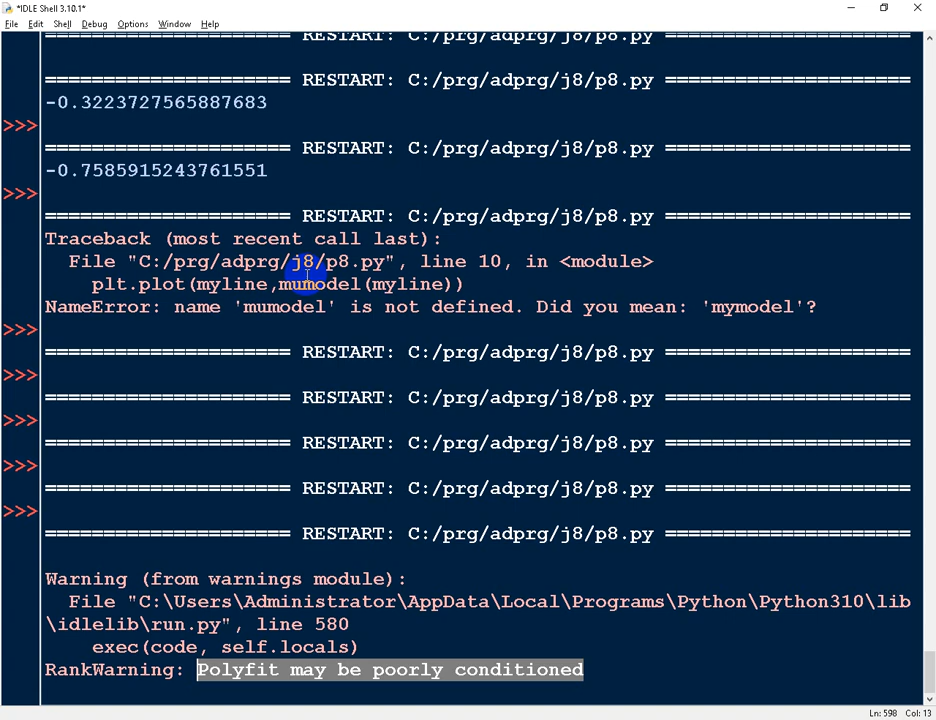 *IDLE Shell 3.10.1*
File Edit Shell Debug Options Window Help
===================== RESTART: C:/prg/adprg/j8/p8.py =====================
===================== RESTART: C:/prg/adprg/j8/p8.py =====================
-0.3223727565887683
>>>
===================== RESTART: C:/prg/adprg/j8/p8.py =====================
-0.7585915243761551
>>>
===================== RESTART: C:/prg/adprg/j8/p8.py =====================
Traceback (most recent call last):
File "C:/prg/adprg/j8/p8.py", line 10, in <module>
plt.plot(myline,mumodel(myline))
NameError: name 'mumodel' is not defined. Did you mean: 'mymodel'?
>>>
===================== RESTART: C:/prg/adprg/j8/p8.py =====================
>>>
===================== RESTART: C:/prg/adprg/j8/p8.py =====================
>>>
===================== RESTART: C:/prg/adprg/j8/p8.py =====================
>>>
===================== RESTART: C:/prg/adprg/j8/p8.py =====================
>>>
===================== RESTART: C:/prg/adprg/j8/p8.py =====================
Warning (from warnings module):
File "C:\Users\Administrator\AppData\Local\Programs\Python\Python310\lib
\idlelib\run.py", line 580
exec(code, self.locals)
RankWarning: Polyfit may be poorly conditioned
Ln: 598 Col: 13